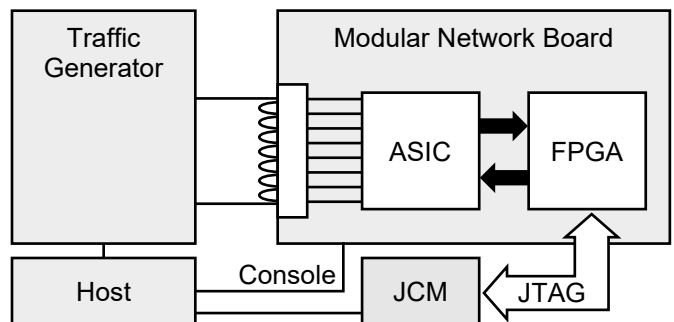 Traffic
Generator
Modular Network Board
ASIC
FPGA
Console
Host
JCM
JTAG